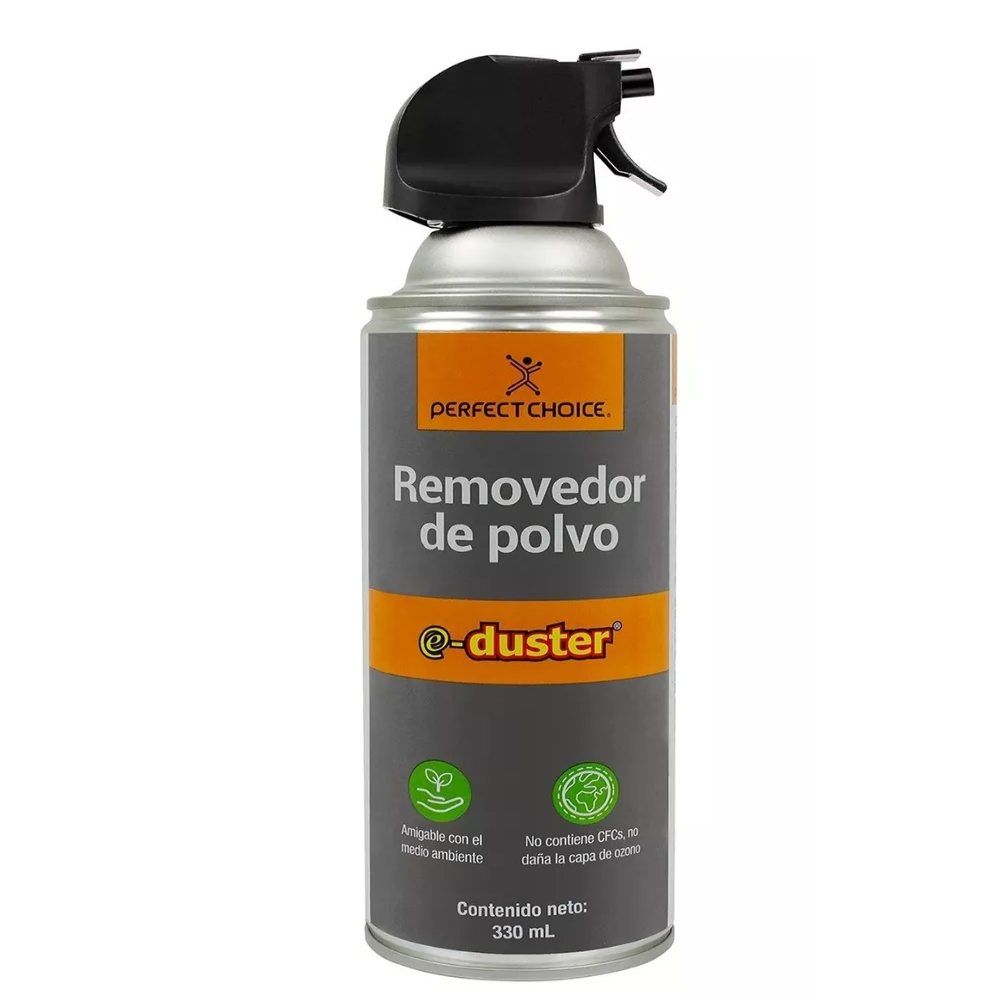 PERFECT CHOICE®
Removedor
de polvo
e-duster®
Amigable con el
medio ambiente
No contiene CFCs, no
daña la capa de ozono
Contenido neto:
330 mL